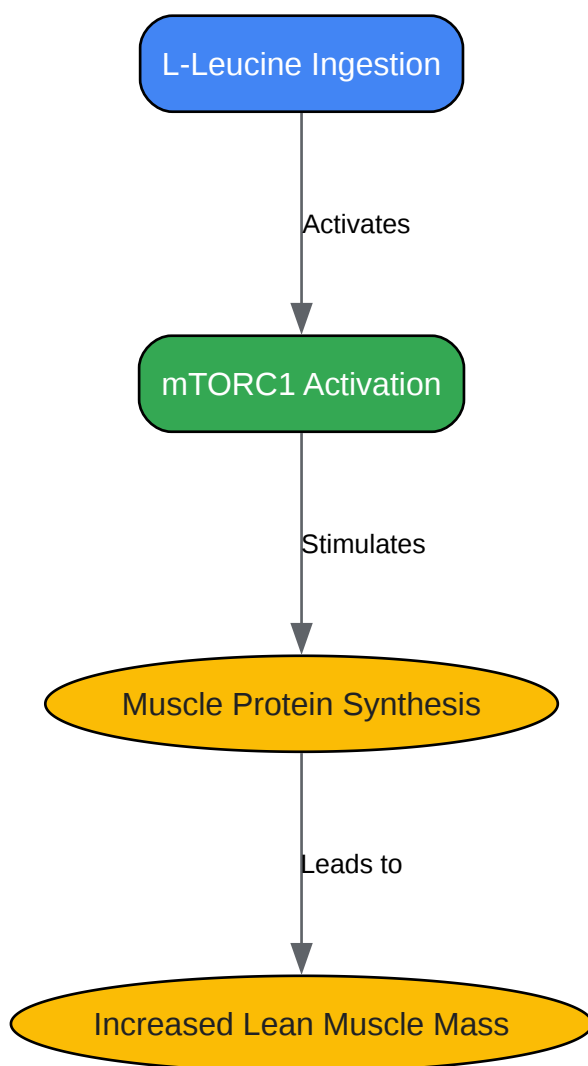 L-Leucine Ingestion
Activates
mTORC1 Activation
Stimulates
Muscle Protein Synthesis
Leads to
Increased Lean Muscle Mass